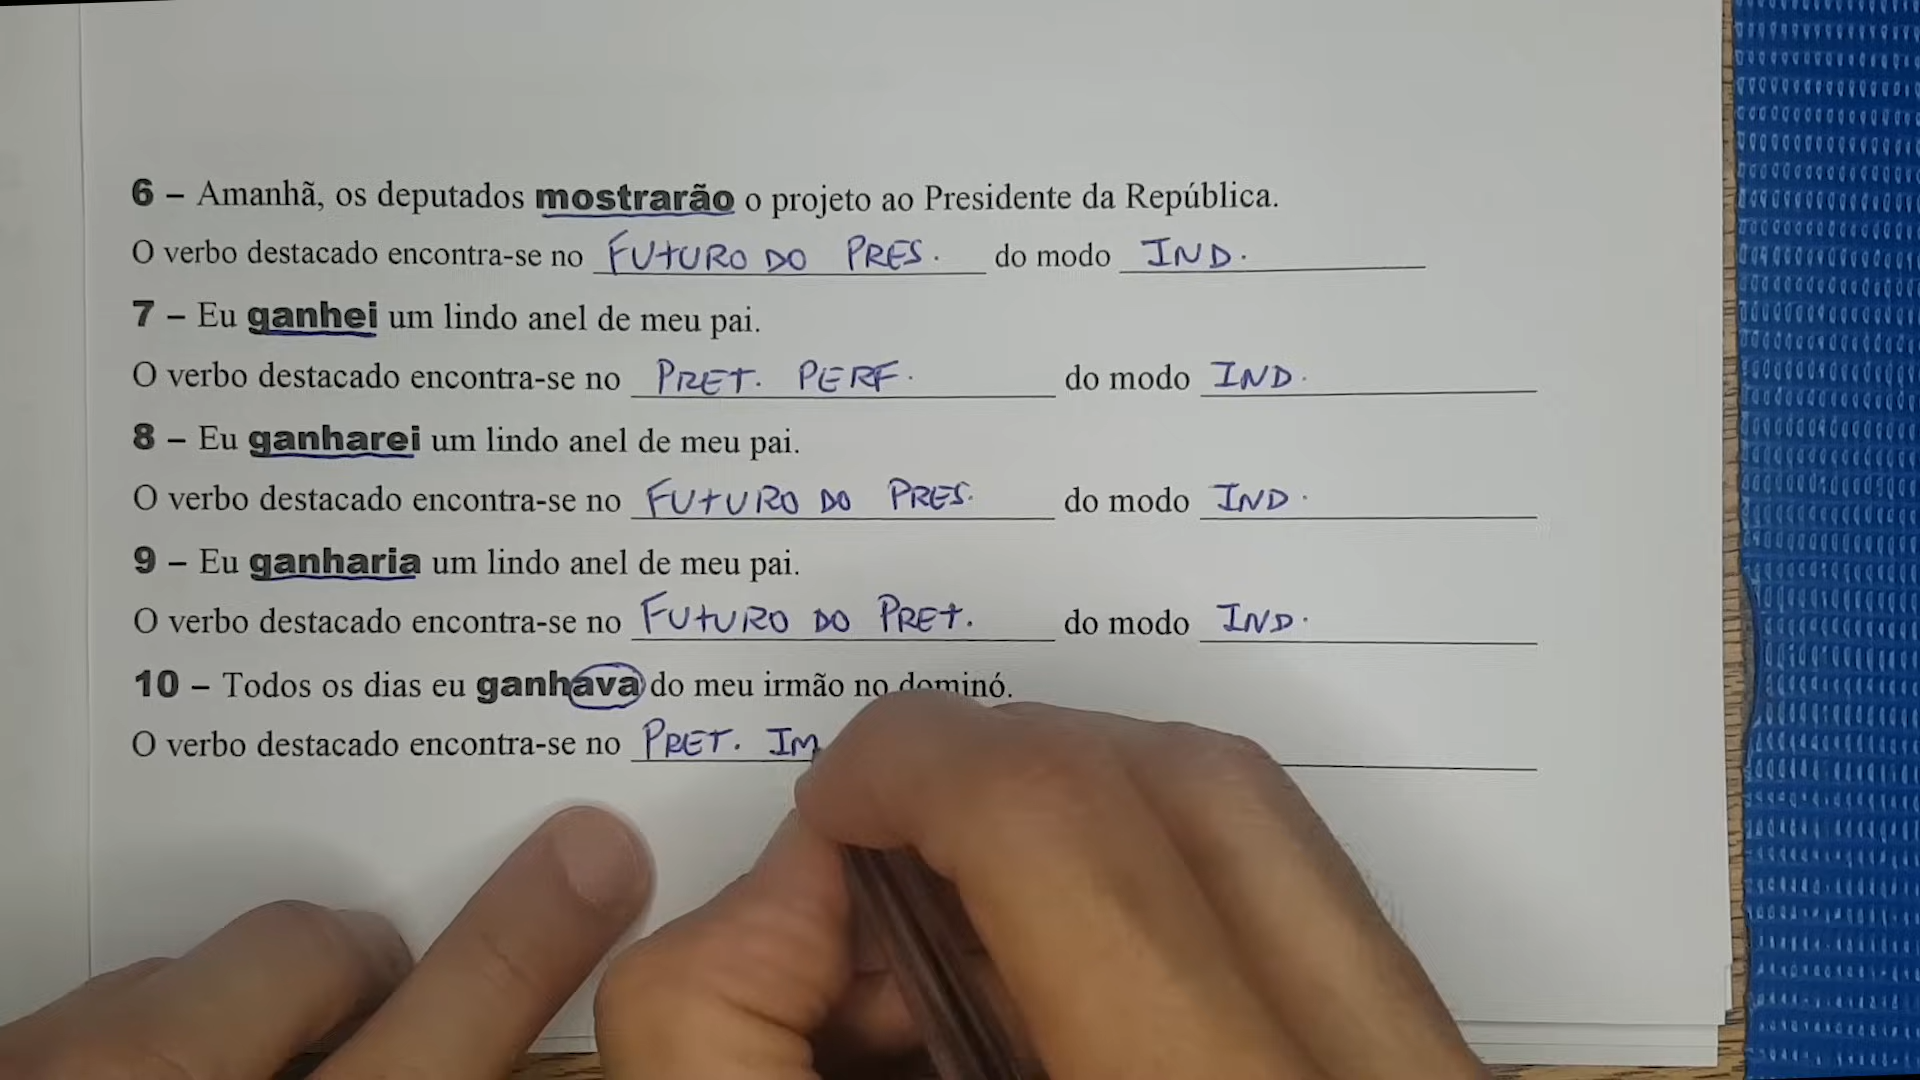 6 – Amanhã, os deputados mostrarão o projeto ao Presidente da República.
O verbo destacado encontra-se no FUTURO DO PRES. do modo IND.
7 – Eu ganhei um lindo anel de meu pai.
O verbo destacado encontra-se no PRET. PERF. do modo IND.
8 – Eu ganharei um lindo anel de meu pai.
O verbo destacado encontra-se no FUTURO DO PRES. do modo IND.
9 – Eu ganharia um lindo anel de meu pai.
O verbo destacado encontra-se no FUTURO DO PRET. do modo IND.
10 – Todos os dias eu ganhava do meu irmão no dominó.
O verbo destacado encontra-se no PRET. IM